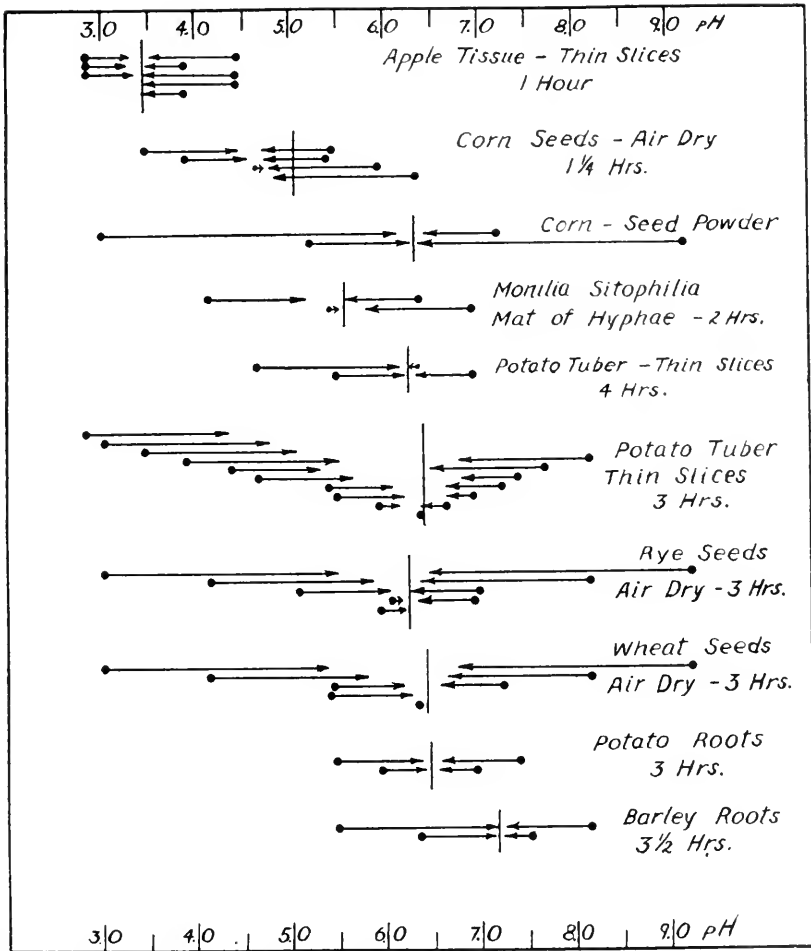 3.0 4.0 5.0 6.0 7.0 8.0 9.0 pH
Apple Tissue - Thin Slices
1 Hour
Corn Seeds - Air Dry
1 1/4 Hrs.
Corn - Seed Powder
Monilia Sitophilia
Mat of Hyphae - 2 Hrs.
Potato Tuber - Thin Slices
4 Hrs.
Potato Tuber
Thin Slices
3 Hrs.
Rye Seeds
Air Dry - 3 Hrs.
Wheat Seeds
Air Dry - 3 Hrs.
Potato Roots
3 Hrs.
Barley Roots
3 1/2 Hrs.
3.0 4.0 5.0 6.0 7.0 8.0 9.0 pH